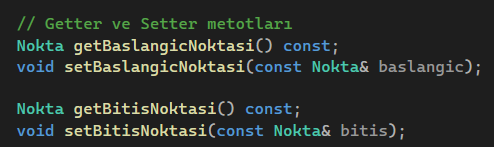 // Getter ve Setter metotları
Nokta getBaslangicNoktasi() const;
void setBaslangicNoktasi(const Nokta& baslangic);
Nokta getBitisNoktasi() const;
void setBitisNoktasi(const Nokta& bitis);